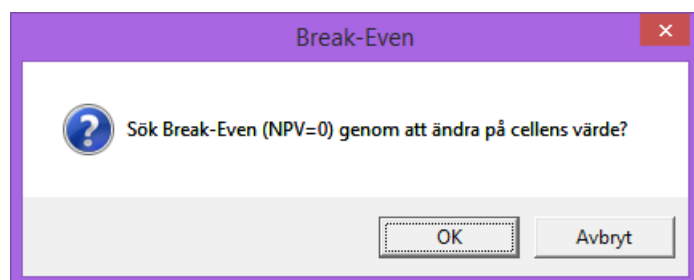 Break-Even
Sök Break-Even (NPV=0) genom att ändra på cellens värde?
OK
Avbryt